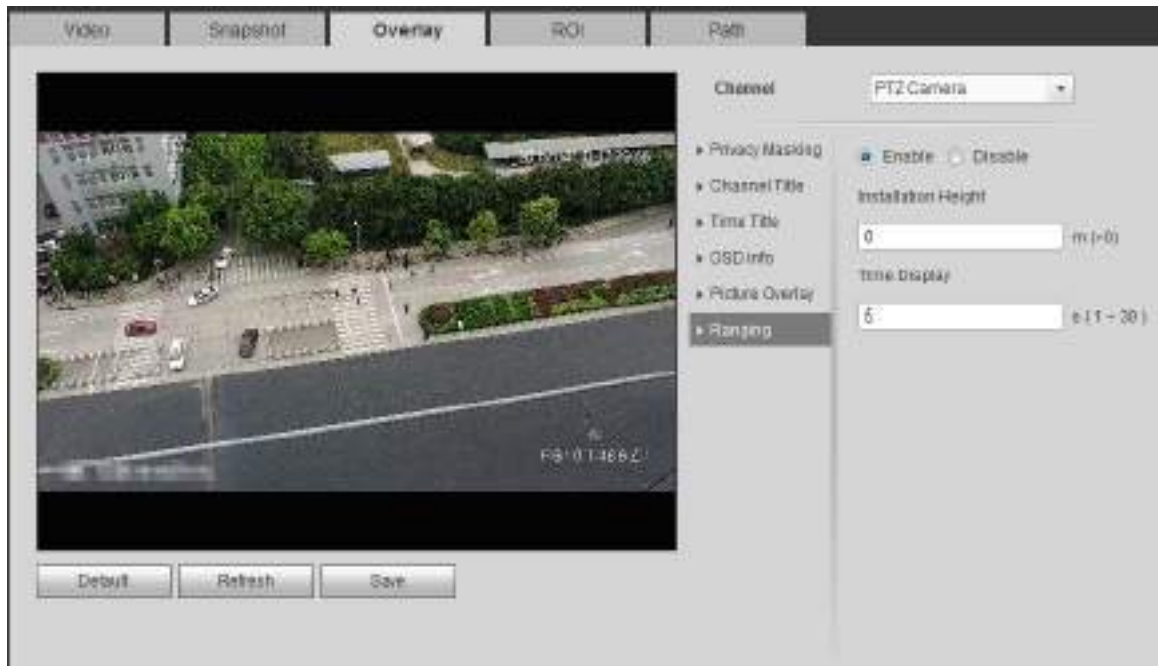 Video
Snapshot
Overlay
ROI
Path
Channel
PTZ Camera
Privacy Masking
Channel Title
Time Title
OSD Info
Picture Overlay
Ranging
Enable
Disable
Installation Height
0
m (>0)
Time Display
5
s (1 ~ 30)
Default
Refresh
Save